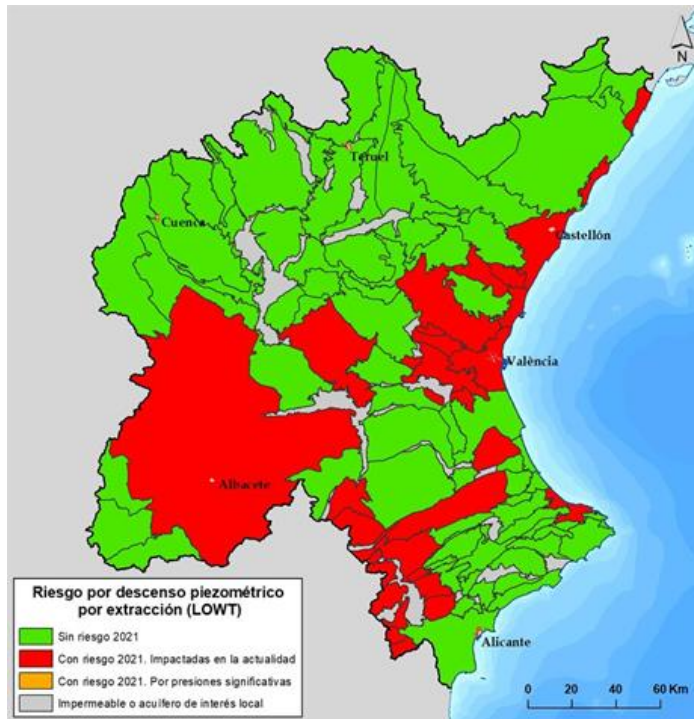 N
Teruel
Cuenca
Castellón
València
Albacete
Alicante
Riesgo por descenso piezométrico
por extracción (LOWT)
Sin riesgo 2021
Con riesgo 2021. Impactadas en la actualidad
Con riesgo 2021. Por presiones significativas
Impermeable o acuífero de interés local
0 20 40 60 Km